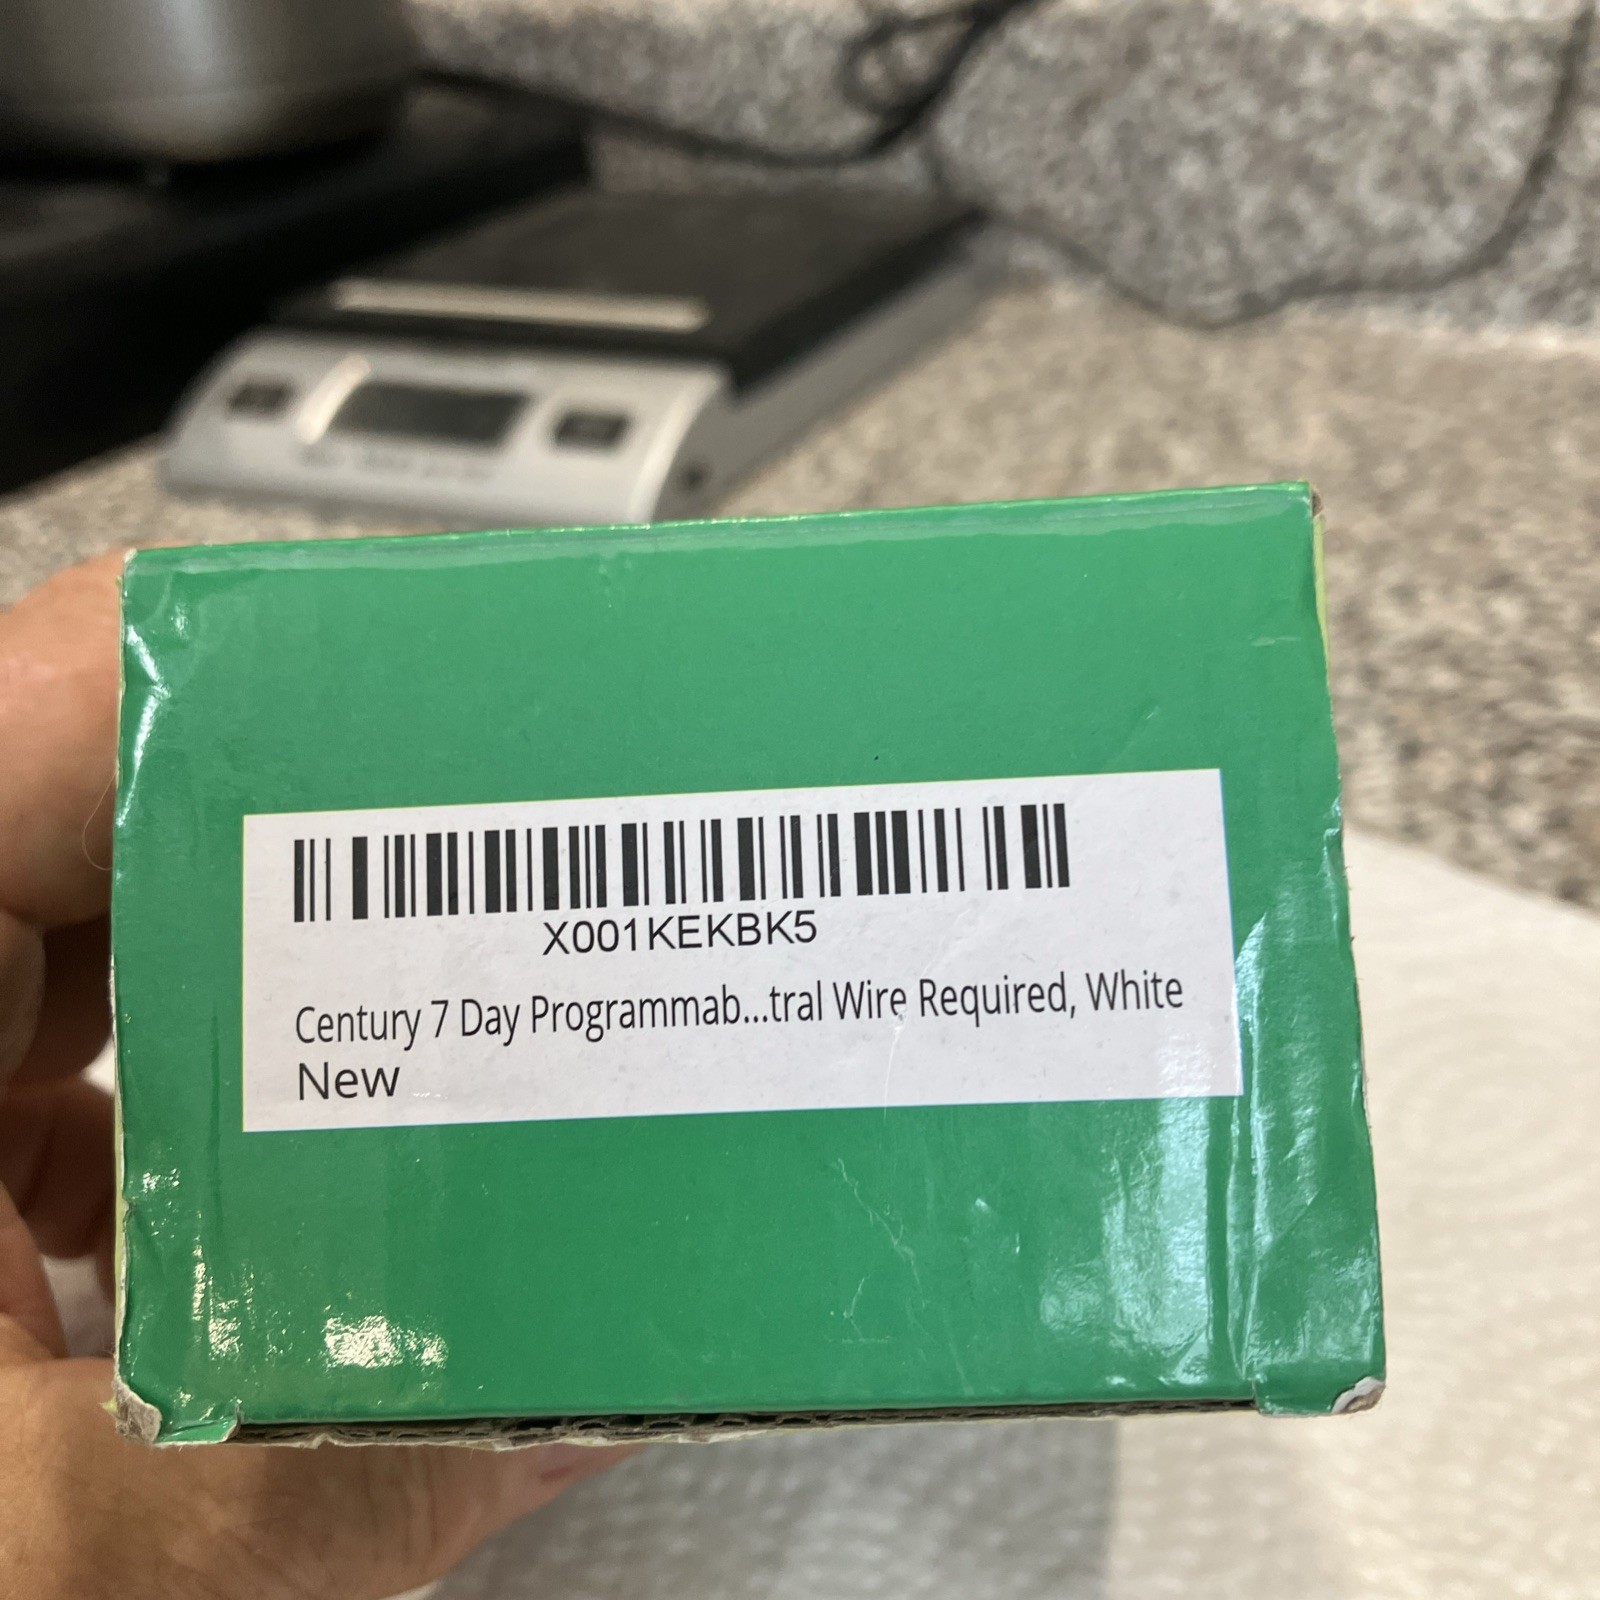 X001KEKBK5
Century 7 Day Programmab...tral Wire Required, White
New